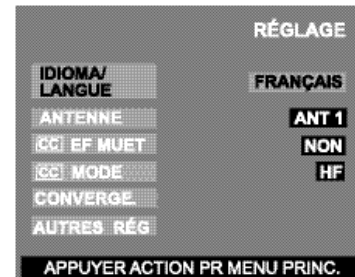 RÉGLAGE
IDIOMA/
LANGUE FRANÇAIS
ANTENNE ANT 1
CC EF MUET NON
CC MODE HF
CONVERGE.
AUTRES RÉG
APPUYER ACTION PR MENU PRINC.